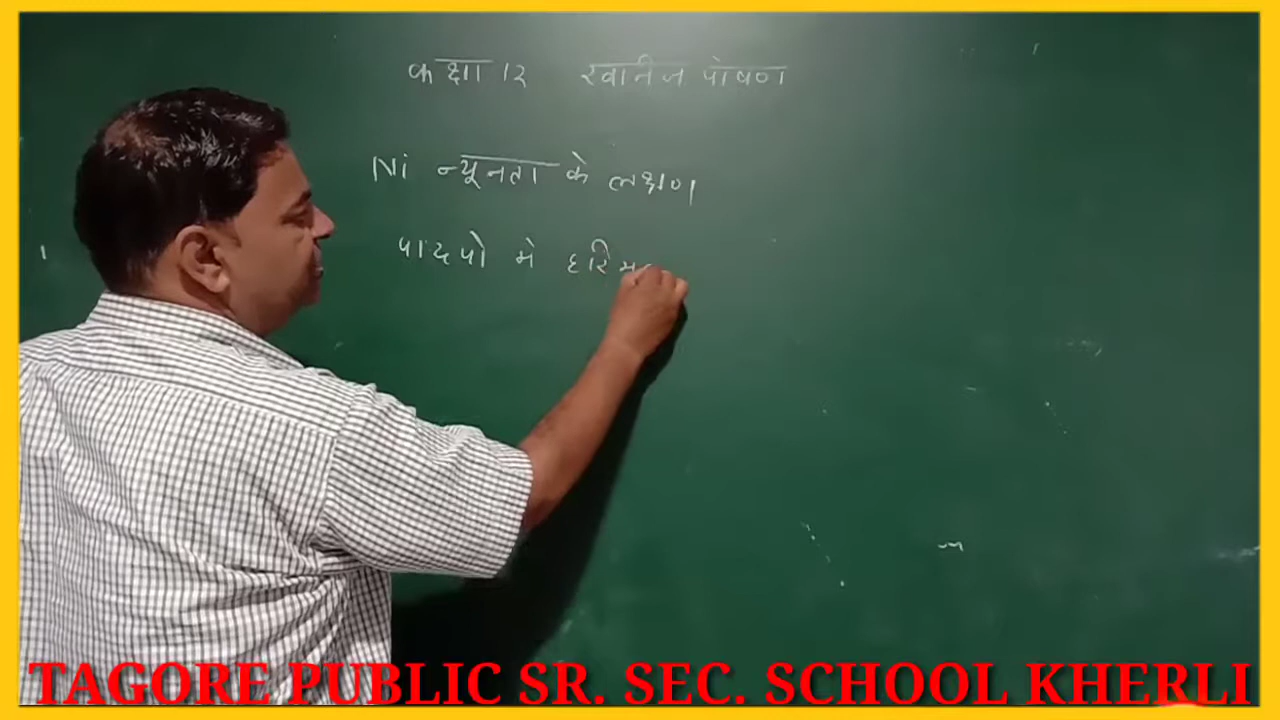 कक्षा 12 खनिज पोषण
Ni न्यूनता के लक्षण
पादपो मे हरिम
TAGORE PUBLIC SR. SEC. SCHOOL KHERLI